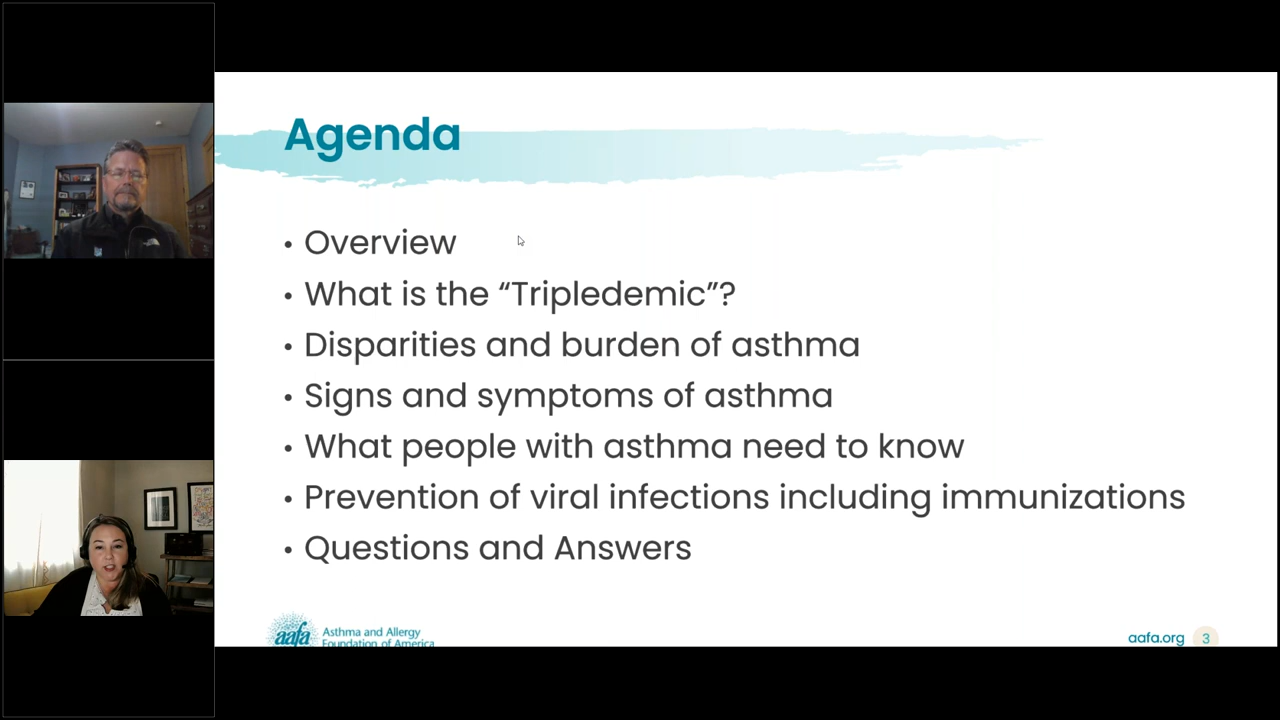 Agenda
• Overview
• What is the “Tripledemic”?
• Disparities and burden of asthma
• Signs and symptoms of asthma
• What people with asthma need to know
• Prevention of viral infections including immunizations
• Questions and Answers
aafa
Asthma and Allergy
Foundation of America
aafa.org 3